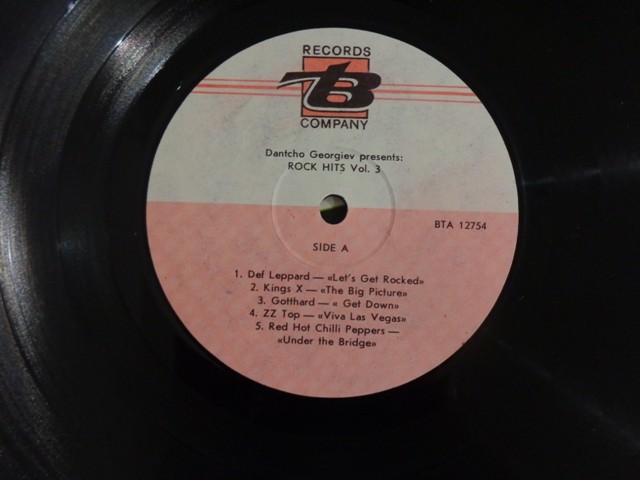 RECORDS
TB
COMPANY
Dantcho Georgiev presents:
ROCK HITS Vol. 3
BTA 12754
SIDE A
1. Def Leppard — «Let's Get Rocked»
2. Kings X — «The Big Picture»
3. Gotthard — « Get Down»
4. ZZ Top — «Viva Las Vegas»
5. Red Hot Chilli Peppers —
«Under the Bridge»